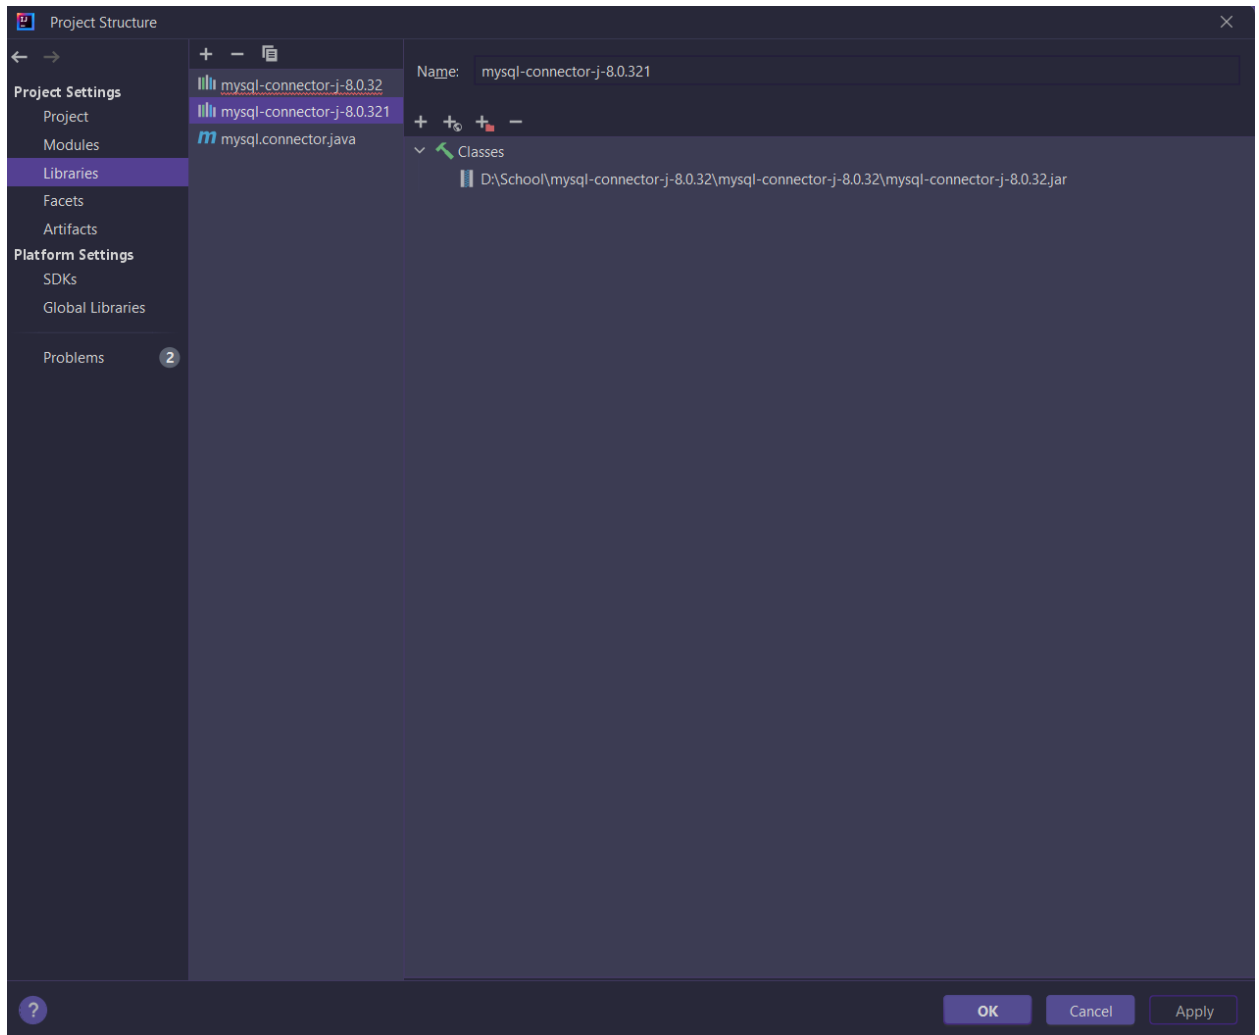 Project Structure
Project Settings
Project
Modules
Libraries
Facets
Artifacts
Platform Settings
SDKs
Global Libraries
Problems 2
mysql-connector-j-8.0.32
mysql-connector-j-8.0.321
m mysql.connector.java
Name: mysql-connector-j-8.0.321
Classes
D:\School\mysql-connector-j-8.0.32\mysql-connector-j-8.0.32\mysql-connector-j-8.0.32.jar
? OK Cancel Apply